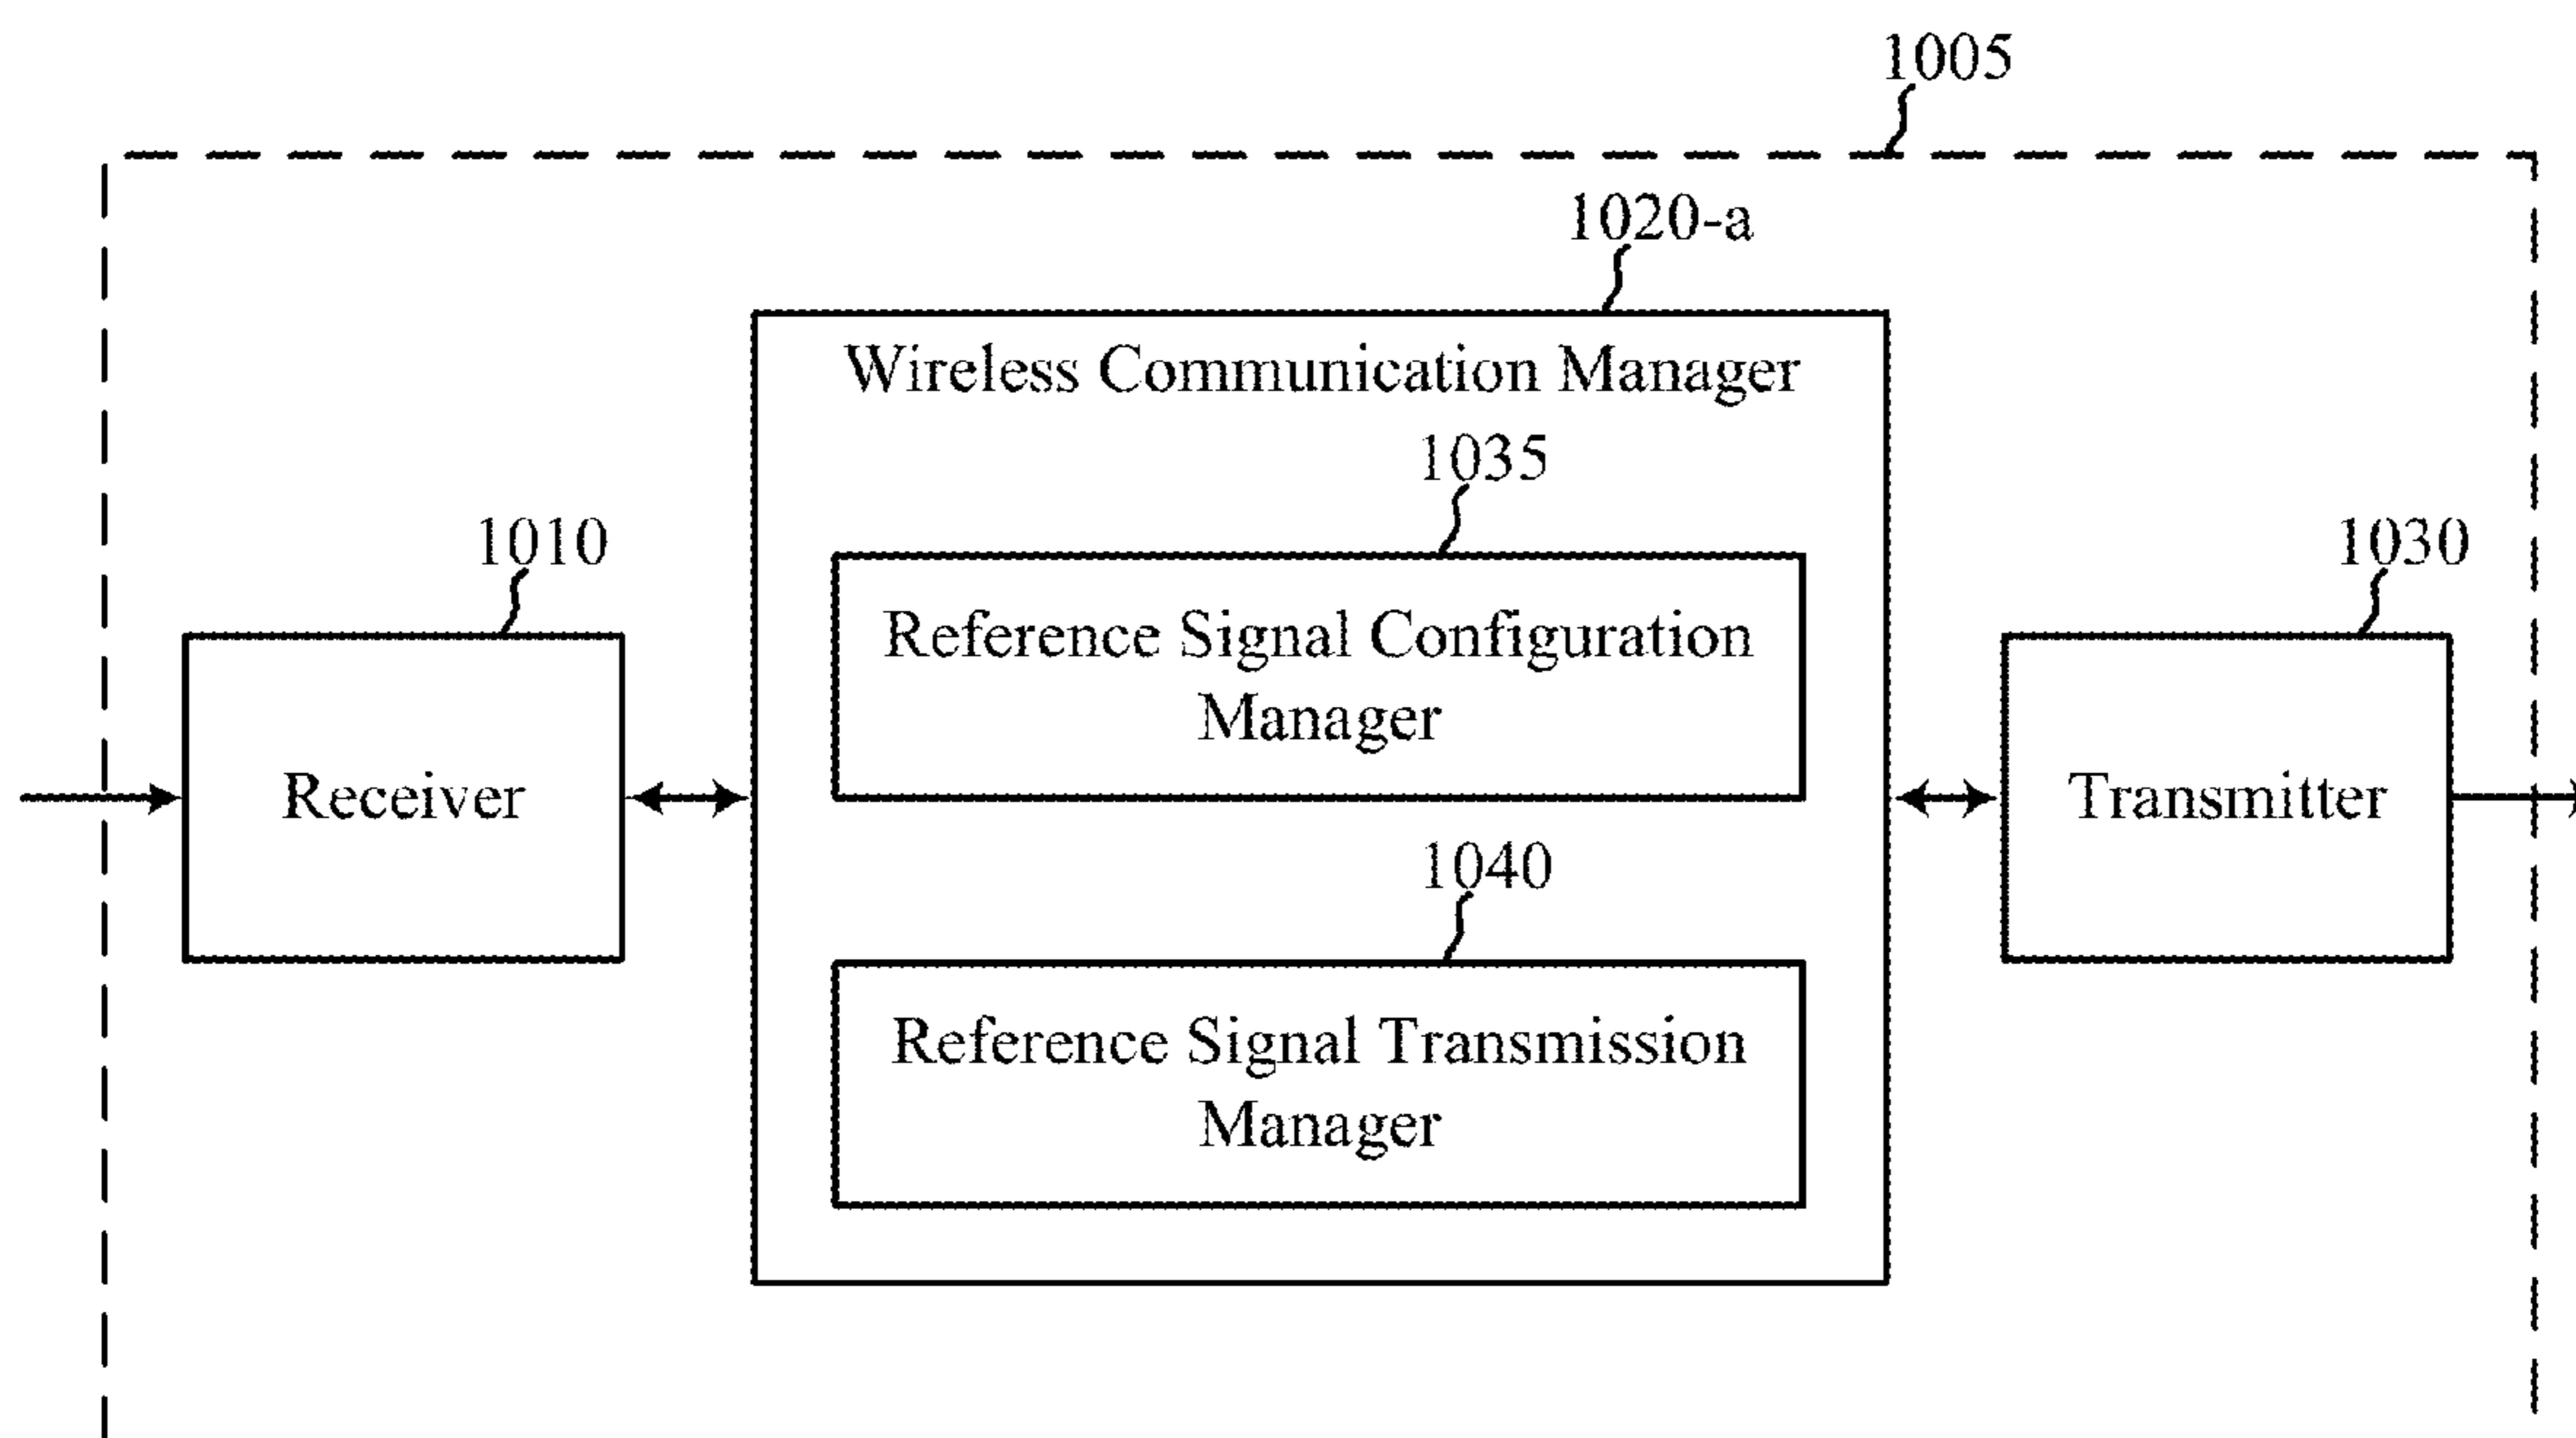 1005
1020-a
Wireless Communication Manager
1035
1010
1030
Reference Signal Configuration
Manager
Receiver
Transmitter
1040
Reference Signal Transmission
Manager